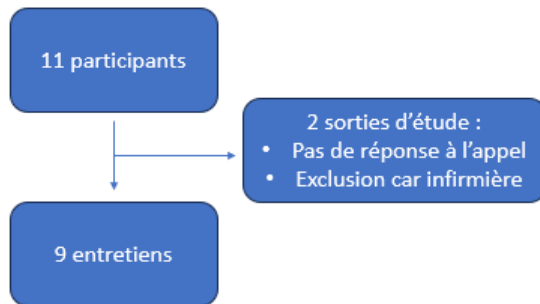 11 participants
2 sorties d’étude :
• Pas de réponse à l’appel
• Exclusion car infirmière
9 entretiens